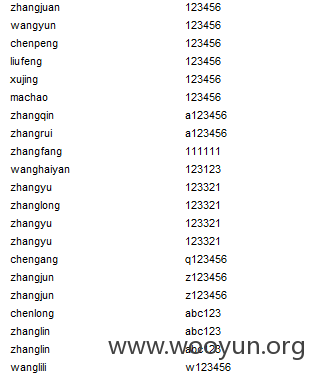 zhangjuan 123456
wangyun 123456
chenpeng 123456
liufeng 123456
xujing 123456
machao 123456
zhangqin a123456
zhangrui a123456
zhangfang 111111
wanghaiyan 123123
zhangyu 123321
zhanglong 123321
zhangyu 123321
zhangyu 123321
chengang q123456
zhangjun z123456
zhangjun z123456
chenlong abc123
zhanglin abc123
zhanglin abc123
www.wooyun.org
wanglili w123456